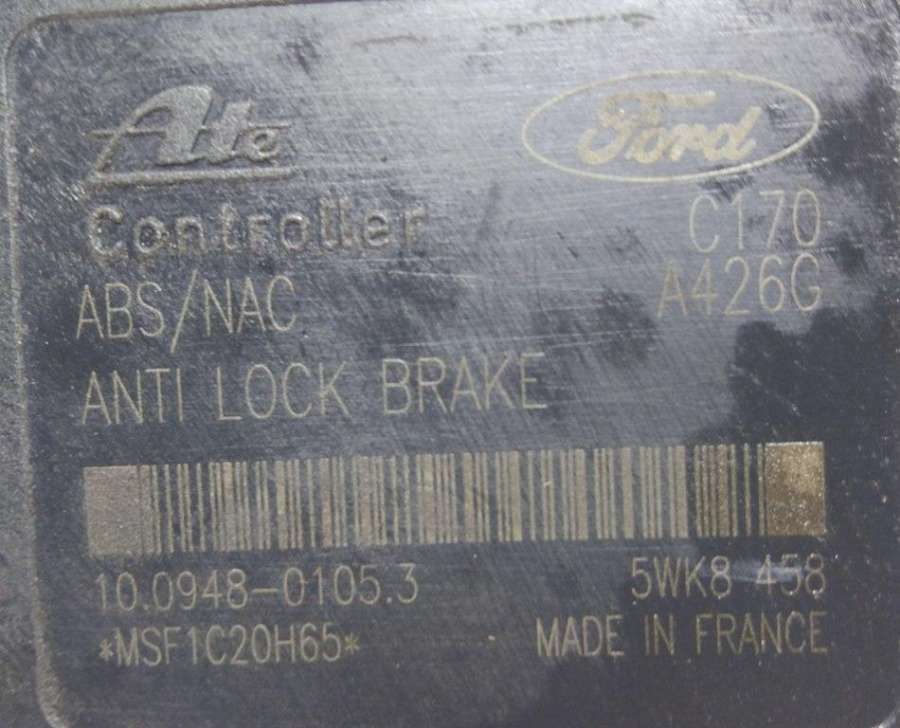 Ate
Ford
Controller
C170
ABS/NAC
A426G
ANTI LOCK BRAKE
10.0948-0105.3
5WK8 458
*MSF1C20H65*
MADE IN FRANCE